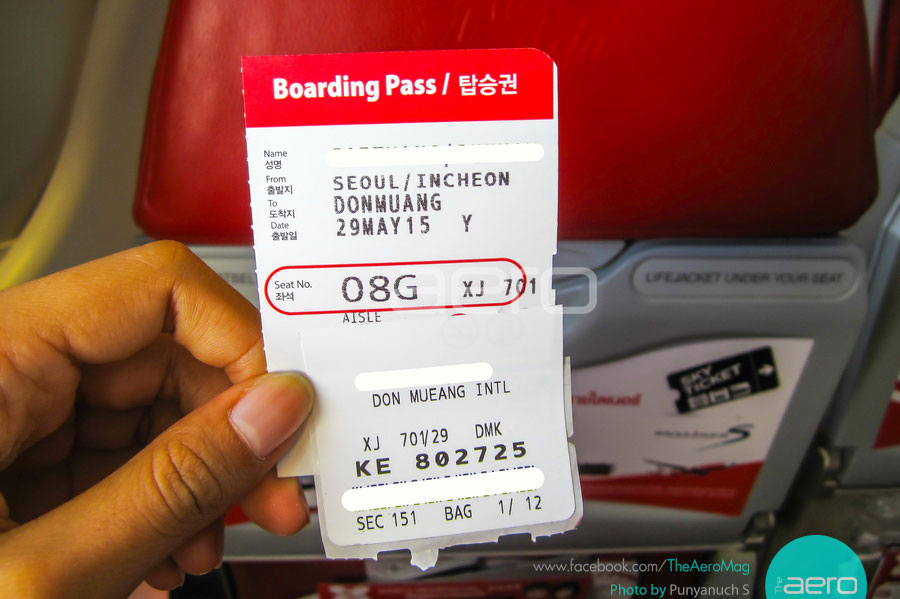 Boarding Pass / 탑승권
Name
성명
From
출발지
SEOUL/INCHEON
To
도착지
DONMUANG
Date
출발일
29MAY15 Y
Seat No.
좌석
08G XJ 701
AISLE
aero
DON MUEANG INTL
XJ 701/29 DMK
KE 802725
SEC 151 BAG 1/ 12
LIFEJACKET UNDER YOUR SEAT
SKY
TICKET
www.facebook.com/TheAeroMag
Photo by Punyanuch S
The aero